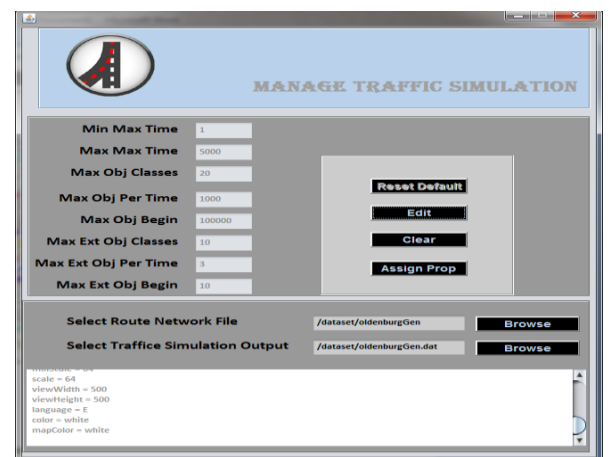 MANAGE TRAFFIC SIMULATION
Min Max Time 1
Max Max Time 5000
Max Obj Classes 20
Max Obj Per Time 1000
Max Obj Begin 100000
Max Ext Obj Classes 10
Max Ext Obj Per Time 3
Max Ext Obj Begin 10
Reset Default
Edit
Clear
Assign Prop
Select Route Network File /dataset/oldenburgGen Browse
Select Traffice Simulation Output /dataset/oldenburgGen.dat Browse
scale = 64
viewWidth = 500
viewHeight = 500
language = E
color = white
mapColor = white